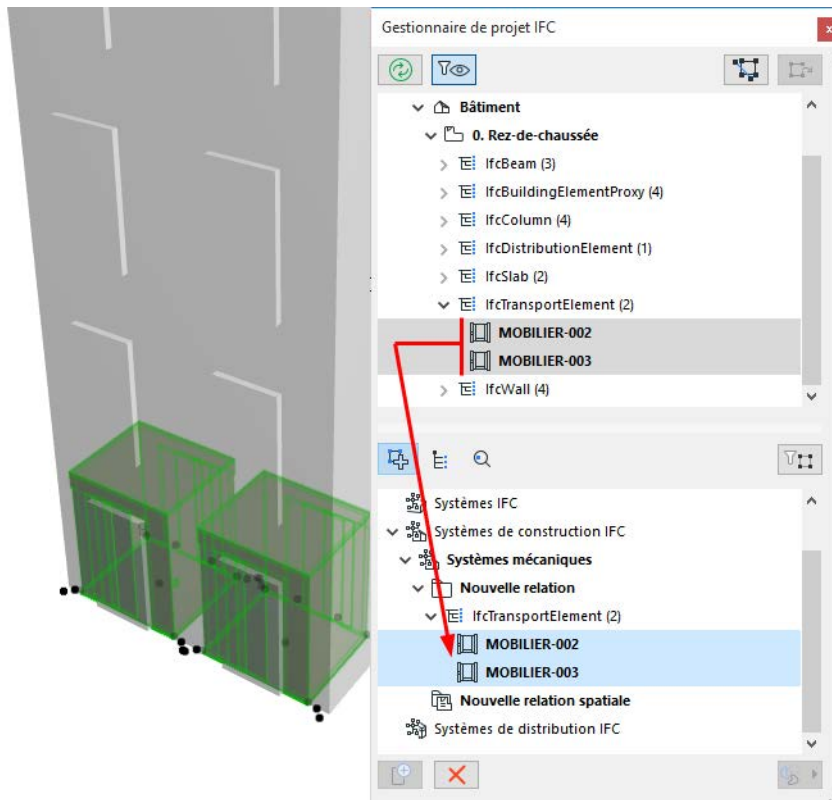 Gestionnaire de projet IFC
Bâtiment
0. Rez-de-chaussée
IfcBeam (3)
IfcBuildingElementProxy (4)
IfcColumn (4)
IfcDistributionElement (1)
IfcSlab (2)
IfcTransportElement (2)
MOBILIER-002
MOBILIER-003
IfcWall (4)
Systèmes IFC
Systèmes de construction IFC
Systèmes mécaniques
Nouvelle relation
IfcTransportElement (2)
MOBILIER-002
MOBILIER-003
Nouvelle relation spatiale
Systèmes de distribution IFC